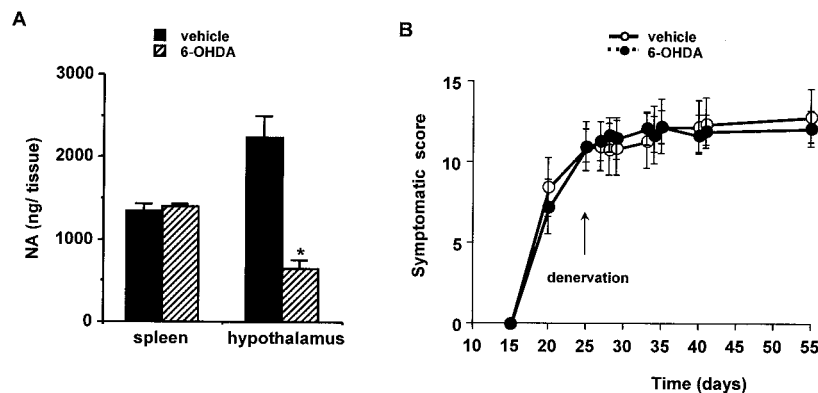 A
vehicle
6-OHDA
3000
2000
1000
0
NA (ng/ tissue)
*
spleen hypothalamus
B
vehicle
6-OHDA
15
10
5
0
Symptomatic score
denervation
10 15 20 25 30 35 40 45 50 55
Time (days)